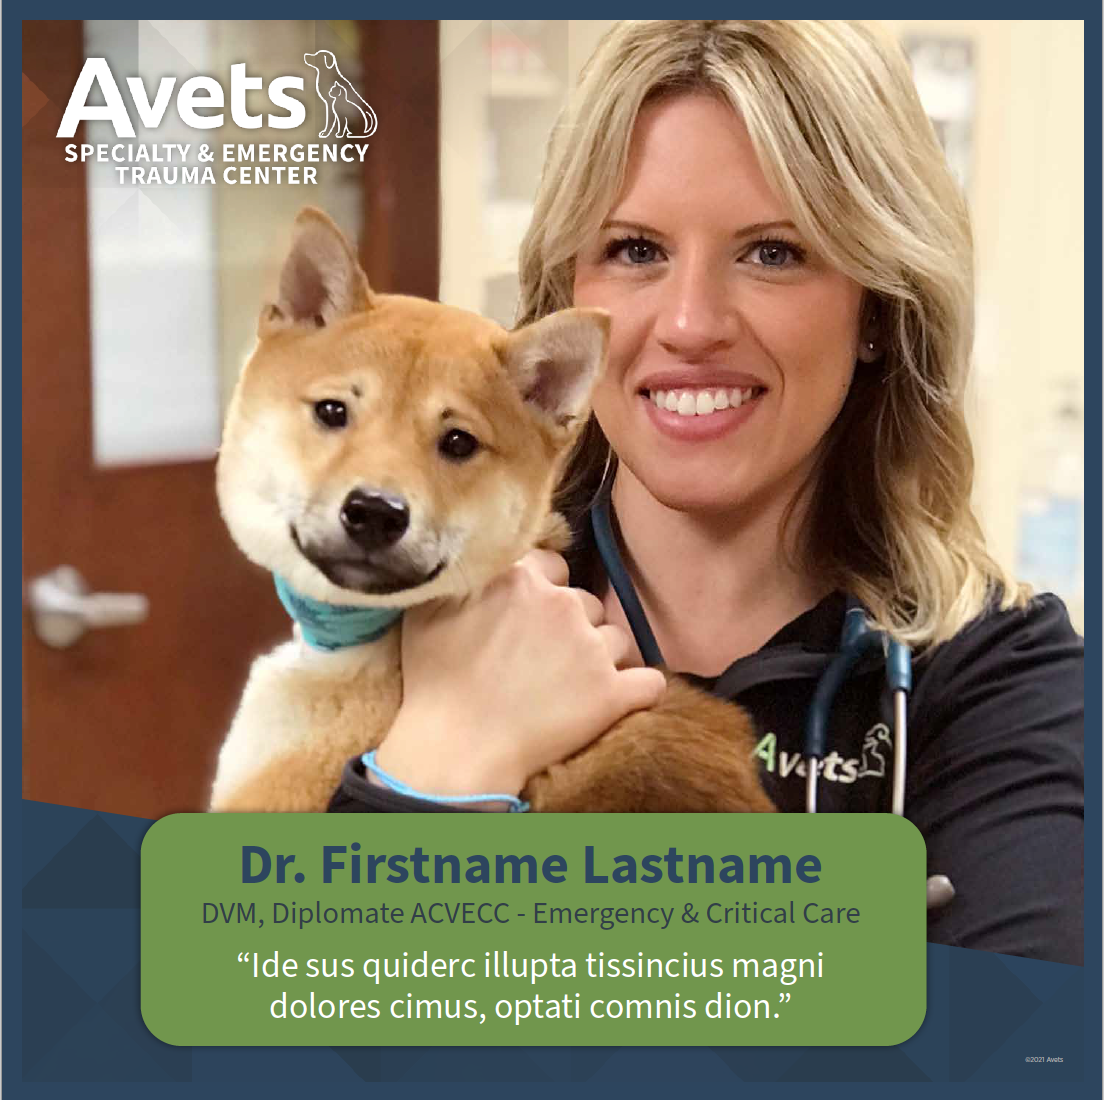 Avets
SPECIALTY & EMERGENCY
TRAUMA CENTER
Avets
Dr. Firstname Lastname
DVM, Diplomate ACVECC - Emergency & Critical Care
“Ide sus quiderc illupta tissincius magni
dolores cimus, optati comnis dion.”
©2021 Avets